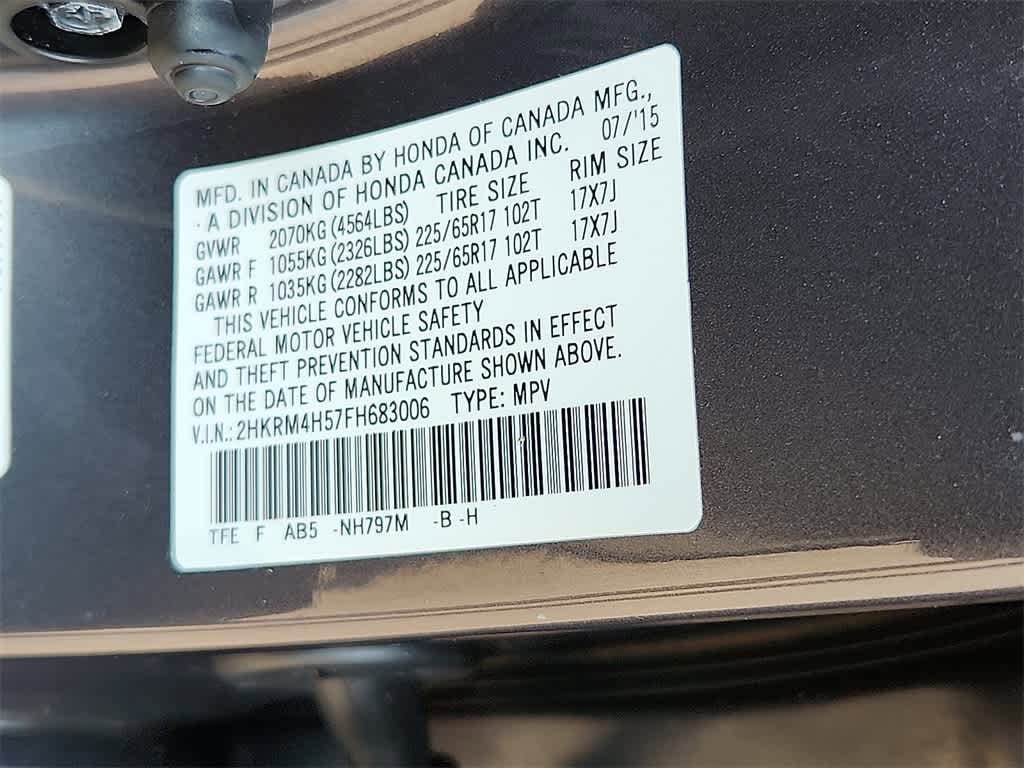 MFD. IN CANADA BY HONDA OF CANADA MFG.,
· A DIVISION OF HONDA CANADA INC. 07/'15
GVWR 2070KG (4564LBS) TIRE SIZE RIM SIZE
GAWR F 1055KG (2326LBS) 225/65R17 102T 17X7J
GAWR R 1035KG (2282LBS) 225/65R17 102T 17X7J
THIS VEHICLE CONFORMS TO ALL APPLICABLE
FEDERAL MOTOR VEHICLE SAFETY
AND THEFT PREVENTION STANDARDS IN EFFECT
ON THE DATE OF MANUFACTURE SHOWN ABOVE.
V.I.N.: 2HKRM4H57FH683006 TYPE: MPV
TFE F AB5 -NH797M -B -H